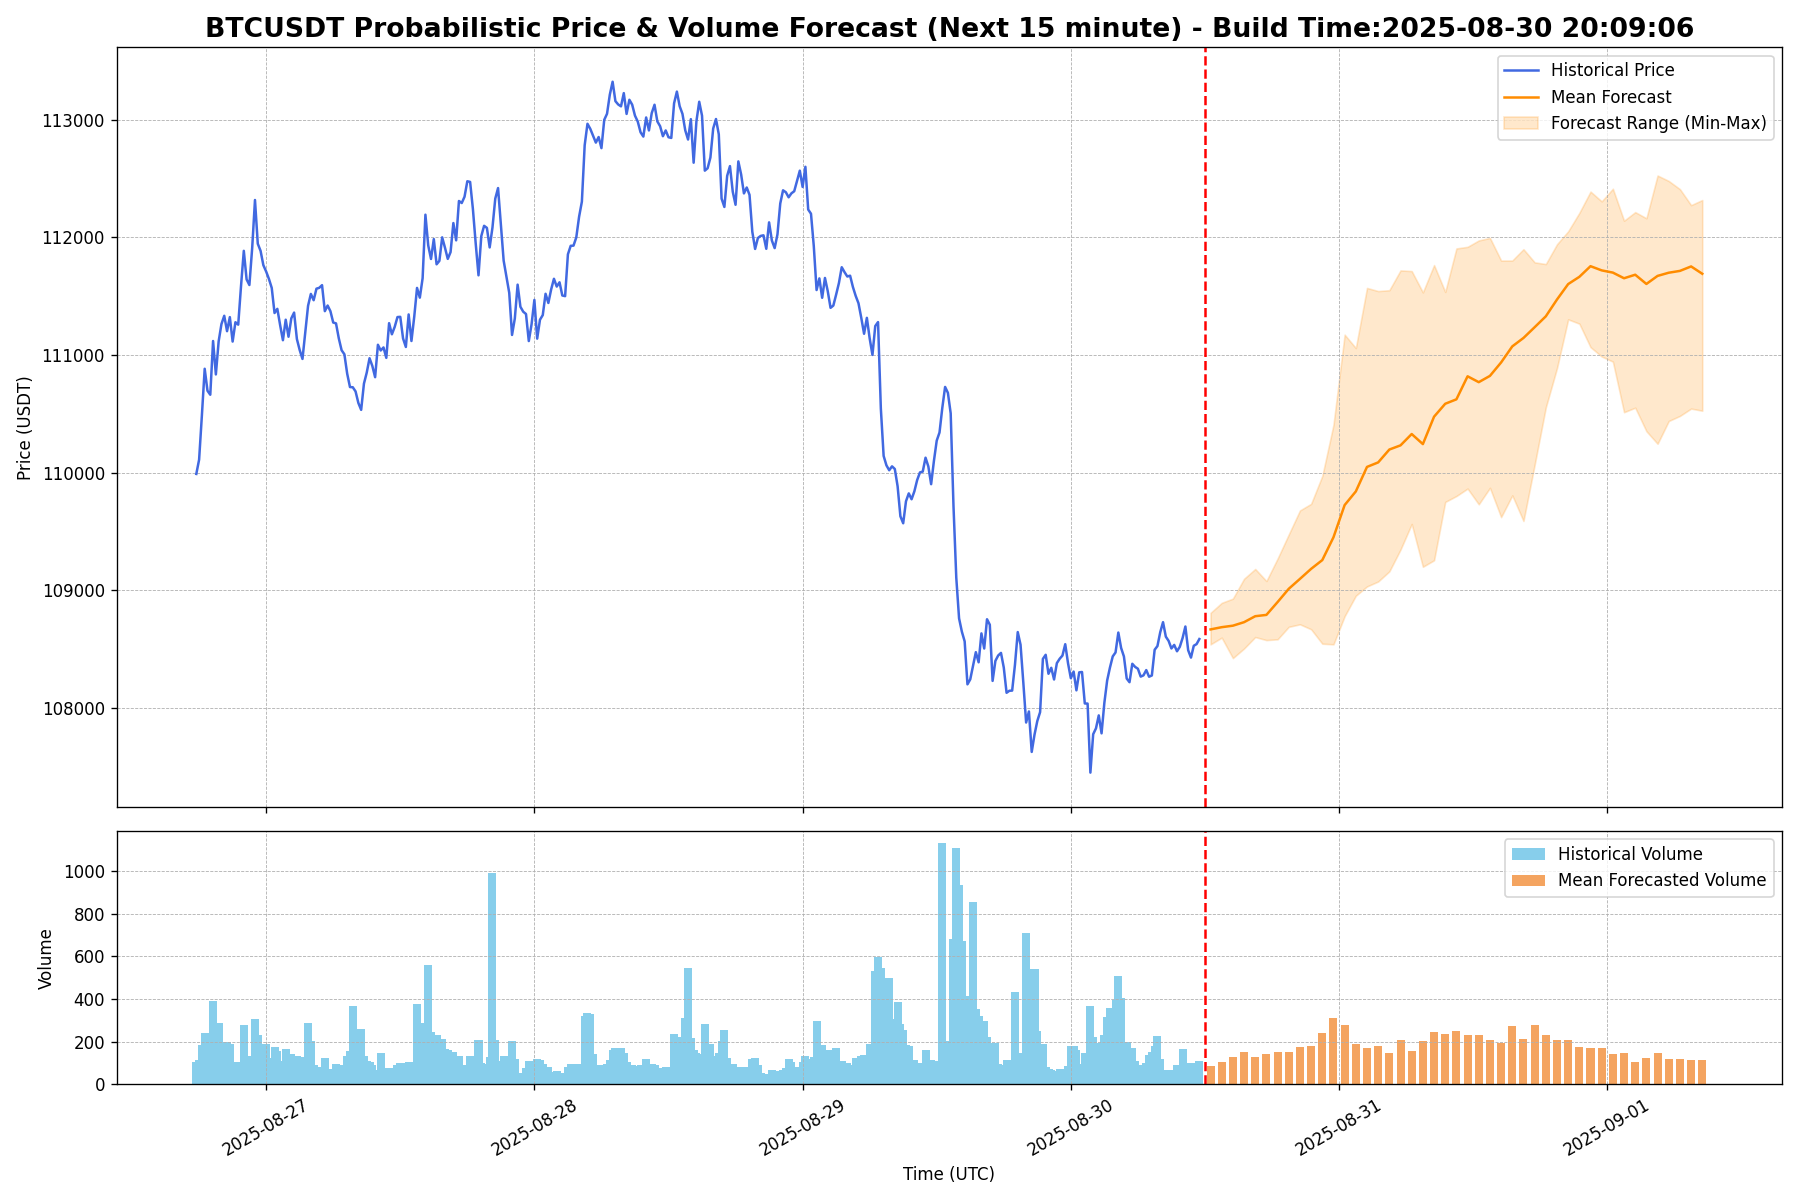 BTCUSDT Probabilistic Price & Volume Forecast (Next 15 minute) - Build Time:2025-08-30 20:09:06
Historical Price
Mean Forecast
Forecast Range (Min-Max)
Price (USDT)
113000
112000
111000
110000
109000
108000
Historical Volume
Mean Forecasted Volume
Volume
1000
800
600
400
200
0
2025-08-27
2025-08-28
2025-08-29
2025-08-30
2025-08-31
2025-09-01
Time (UTC)